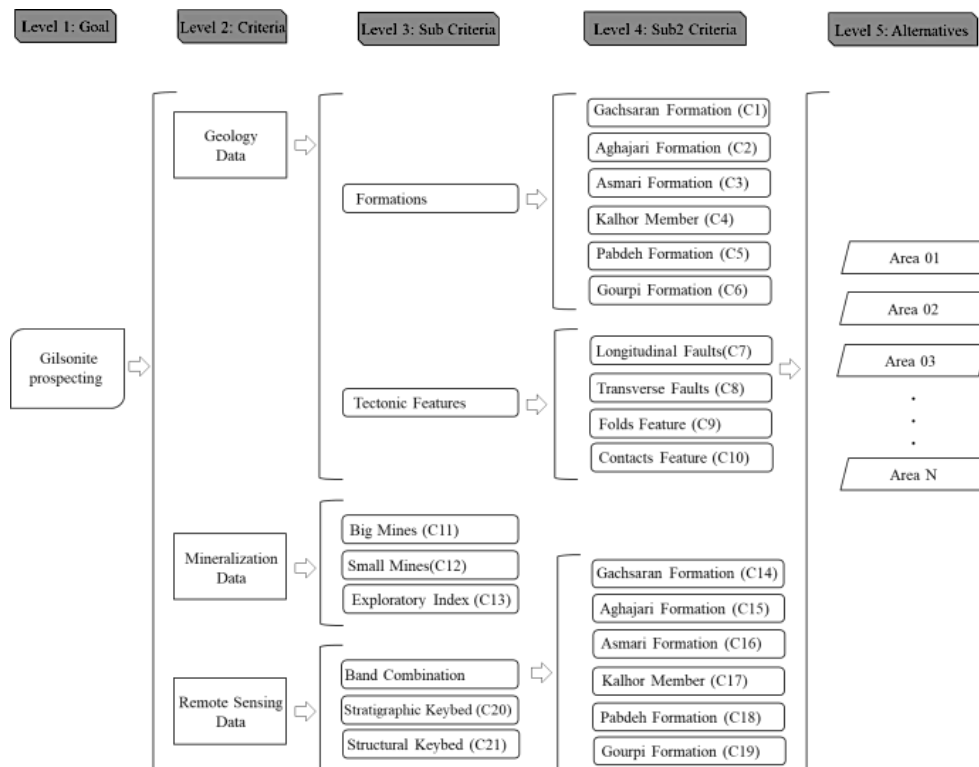 Level 1: Goal
Level 2: Criteria
Level 3: Sub Criteria
Level 4: Sub2 Criteria
Level 5: Alternatives
Gilsonite
prospecting
Geology
Data
Formations
Gachsaran Formation (C1)
Aghajari Formation (C2)
Asmari Formation (C3)
Kalhor Member (C4)
Pabdeh Formation (C5)
Gourpi Formation (C6)
Tectonic Features
Longitudinal Faults(C7)
Transverse Faults (C8)
Folds Feature (C9)
Contacts Feature (C10)
Mineralization
Data
Big Mines (C11)
Small Mines(C12)
Exploratory Index (C13)
Remote Sensing
Data
Band Combination
Stratigraphic Keybed (C20)
Structural Keybed (C21)
Gachsaran Formation (C14)
Aghajari Formation (C15)
Asmari Formation (C16)
Kalhor Member (C17)
Pabdeh Formation (C18)
Gourpi Formation (C19)
Area 01
Area 02
Area 03
.
.
.
Area N